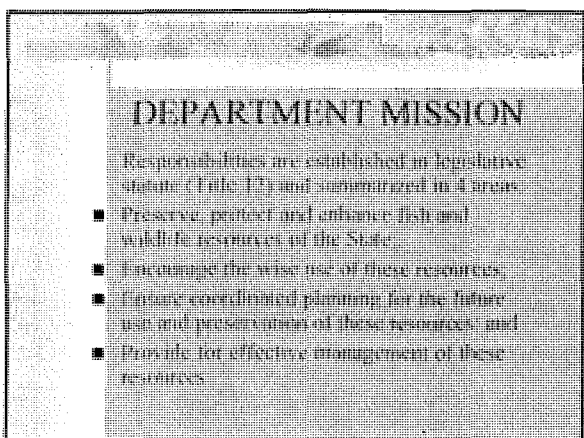 DEPARTMENT MISSION
Responsibilities are established in legislative
statute (Title 12) and summarized in 4 areas
Preserve, protect and enhance fish and
wildlife resources of the State
Encourage the wise use of these resources;
Ensure coordinated planning for the future
use and preservation of these resources; and
Provide for effective management of these
resources